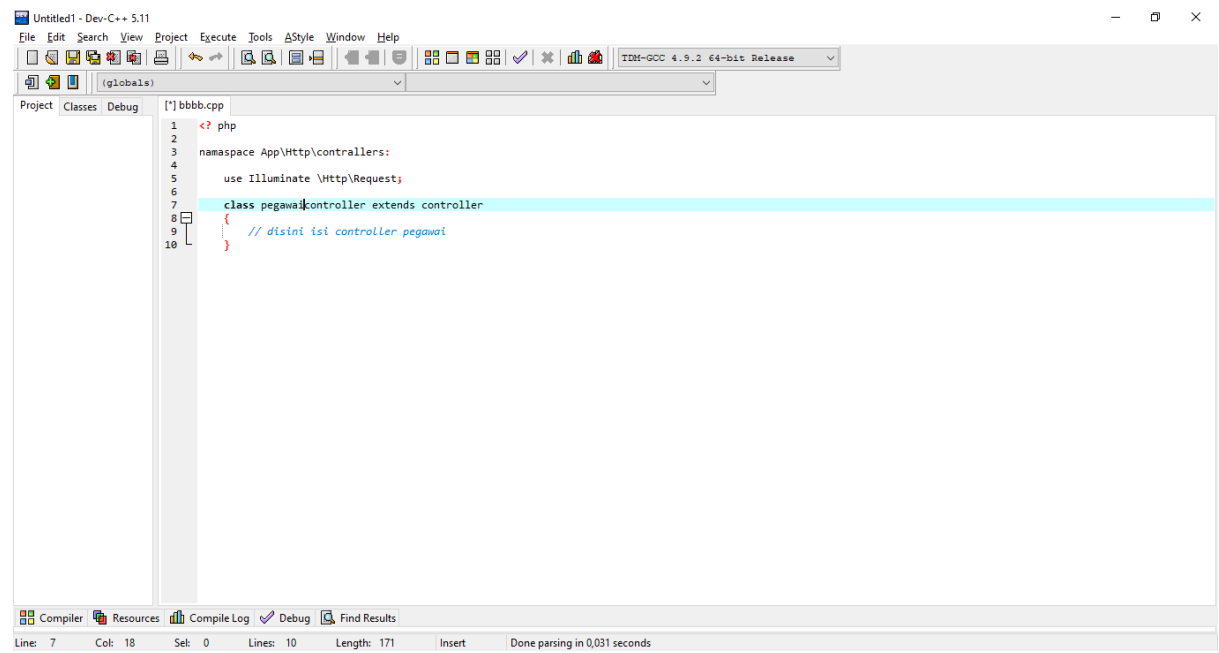 Untitled1 - Dev-C++ 5.11
File Edit Search View Project Execute Tools AStyle Window Help
TDM-GCC 4.9.2 64-bit Release
(globals)
Project Classes Debug [*] bbbb.cpp
1 <? php
2
3 namaspace App\Http\contrallers:
4
5 use Illuminate \Http\Request;
6
7 class pegawaicontroller extends controller
8 {
9 // disini isi controller pegawai
10 }
Compiler Resources Compile Log Debug Find Results
Line: 7 Col: 18 Sel: 0 Lines: 10 Length: 171 Insert Done parsing in 0,031 seconds